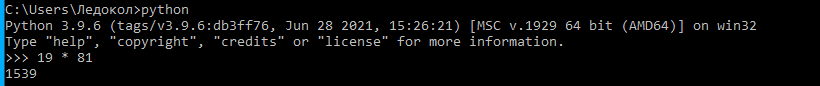 C:\Users\Ледокол>python
Python 3.9.6 (tags/v3.9.6:db3ff76, Jun 28 2021, 15:26:21) [MSC v.1929 64 bit (AMD64)] on win32
Type "help", "copyright", "credits" or "license" for more information.
>>> 19 * 81
1539